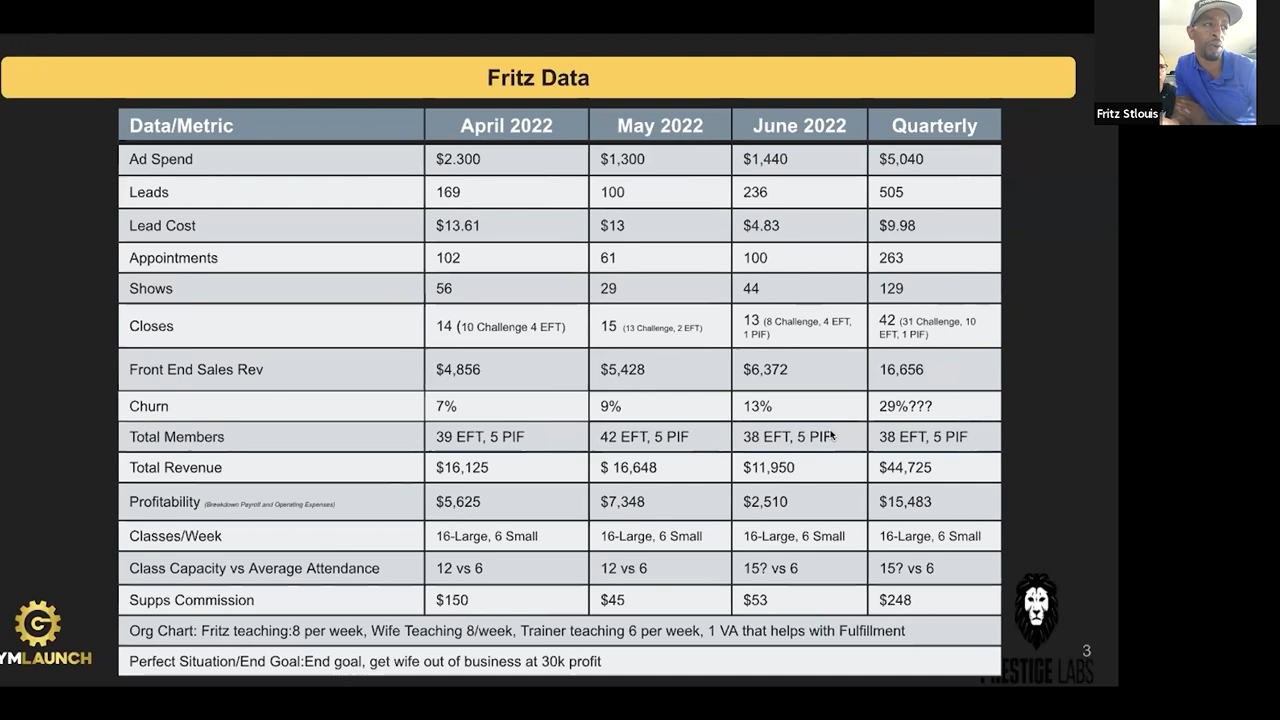 Fritz Data
Fritz Stlouis
Data/Metric April 2022 May 2022 June 2022 Quarterly
Ad Spend $2.300 $1,300 $1,440 $5,040
Leads 169 100 236 505
Lead Cost $13.61 $13 $4.83 $9.98
Appointments 102 61 100 263
Shows 56 29 44 129
Closes 14 (10 Challenge 4 EFT) 15 (13 Challenge, 2 EFT) 13 (8 Challenge, 4 EFT, 1 PIF) 42 (31 Challenge, 10 EFT, 1 PIF)
Front End Sales Rev $4,856 $5,428 $6,372 16,656
Churn 7% 9% 13% 29%???
Total Members 39 EFT, 5 PIF 42 EFT, 5 PIF 38 EFT, 5 PIF 38 EFT, 5 PIF
Total Revenue $16,125 $ 16,648 $11,950 $44,725
Profitability (Breakdown Payroll and Operating Expenses) $5,625 $7,348 $2,510 $15,483
Classes/Week 16-Large, 6 Small 16-Large, 6 Small 16-Large, 6 Small 16-Large, 6 Small
Class Capacity vs Average Attendance 12 vs 6 12 vs 6 15? vs 6 15? vs 6
Supps Commission $150 $45 $53 $248
Org Chart: Fritz teaching:8 per week, Wife Teaching 8/week, Trainer teaching 6 per week, 1 VA that helps with Fulfillment
Perfect Situation/End Goal:End goal, get wife out of business at 30k profit
G
YMLAUNCH
3
PRESTIGE LABS